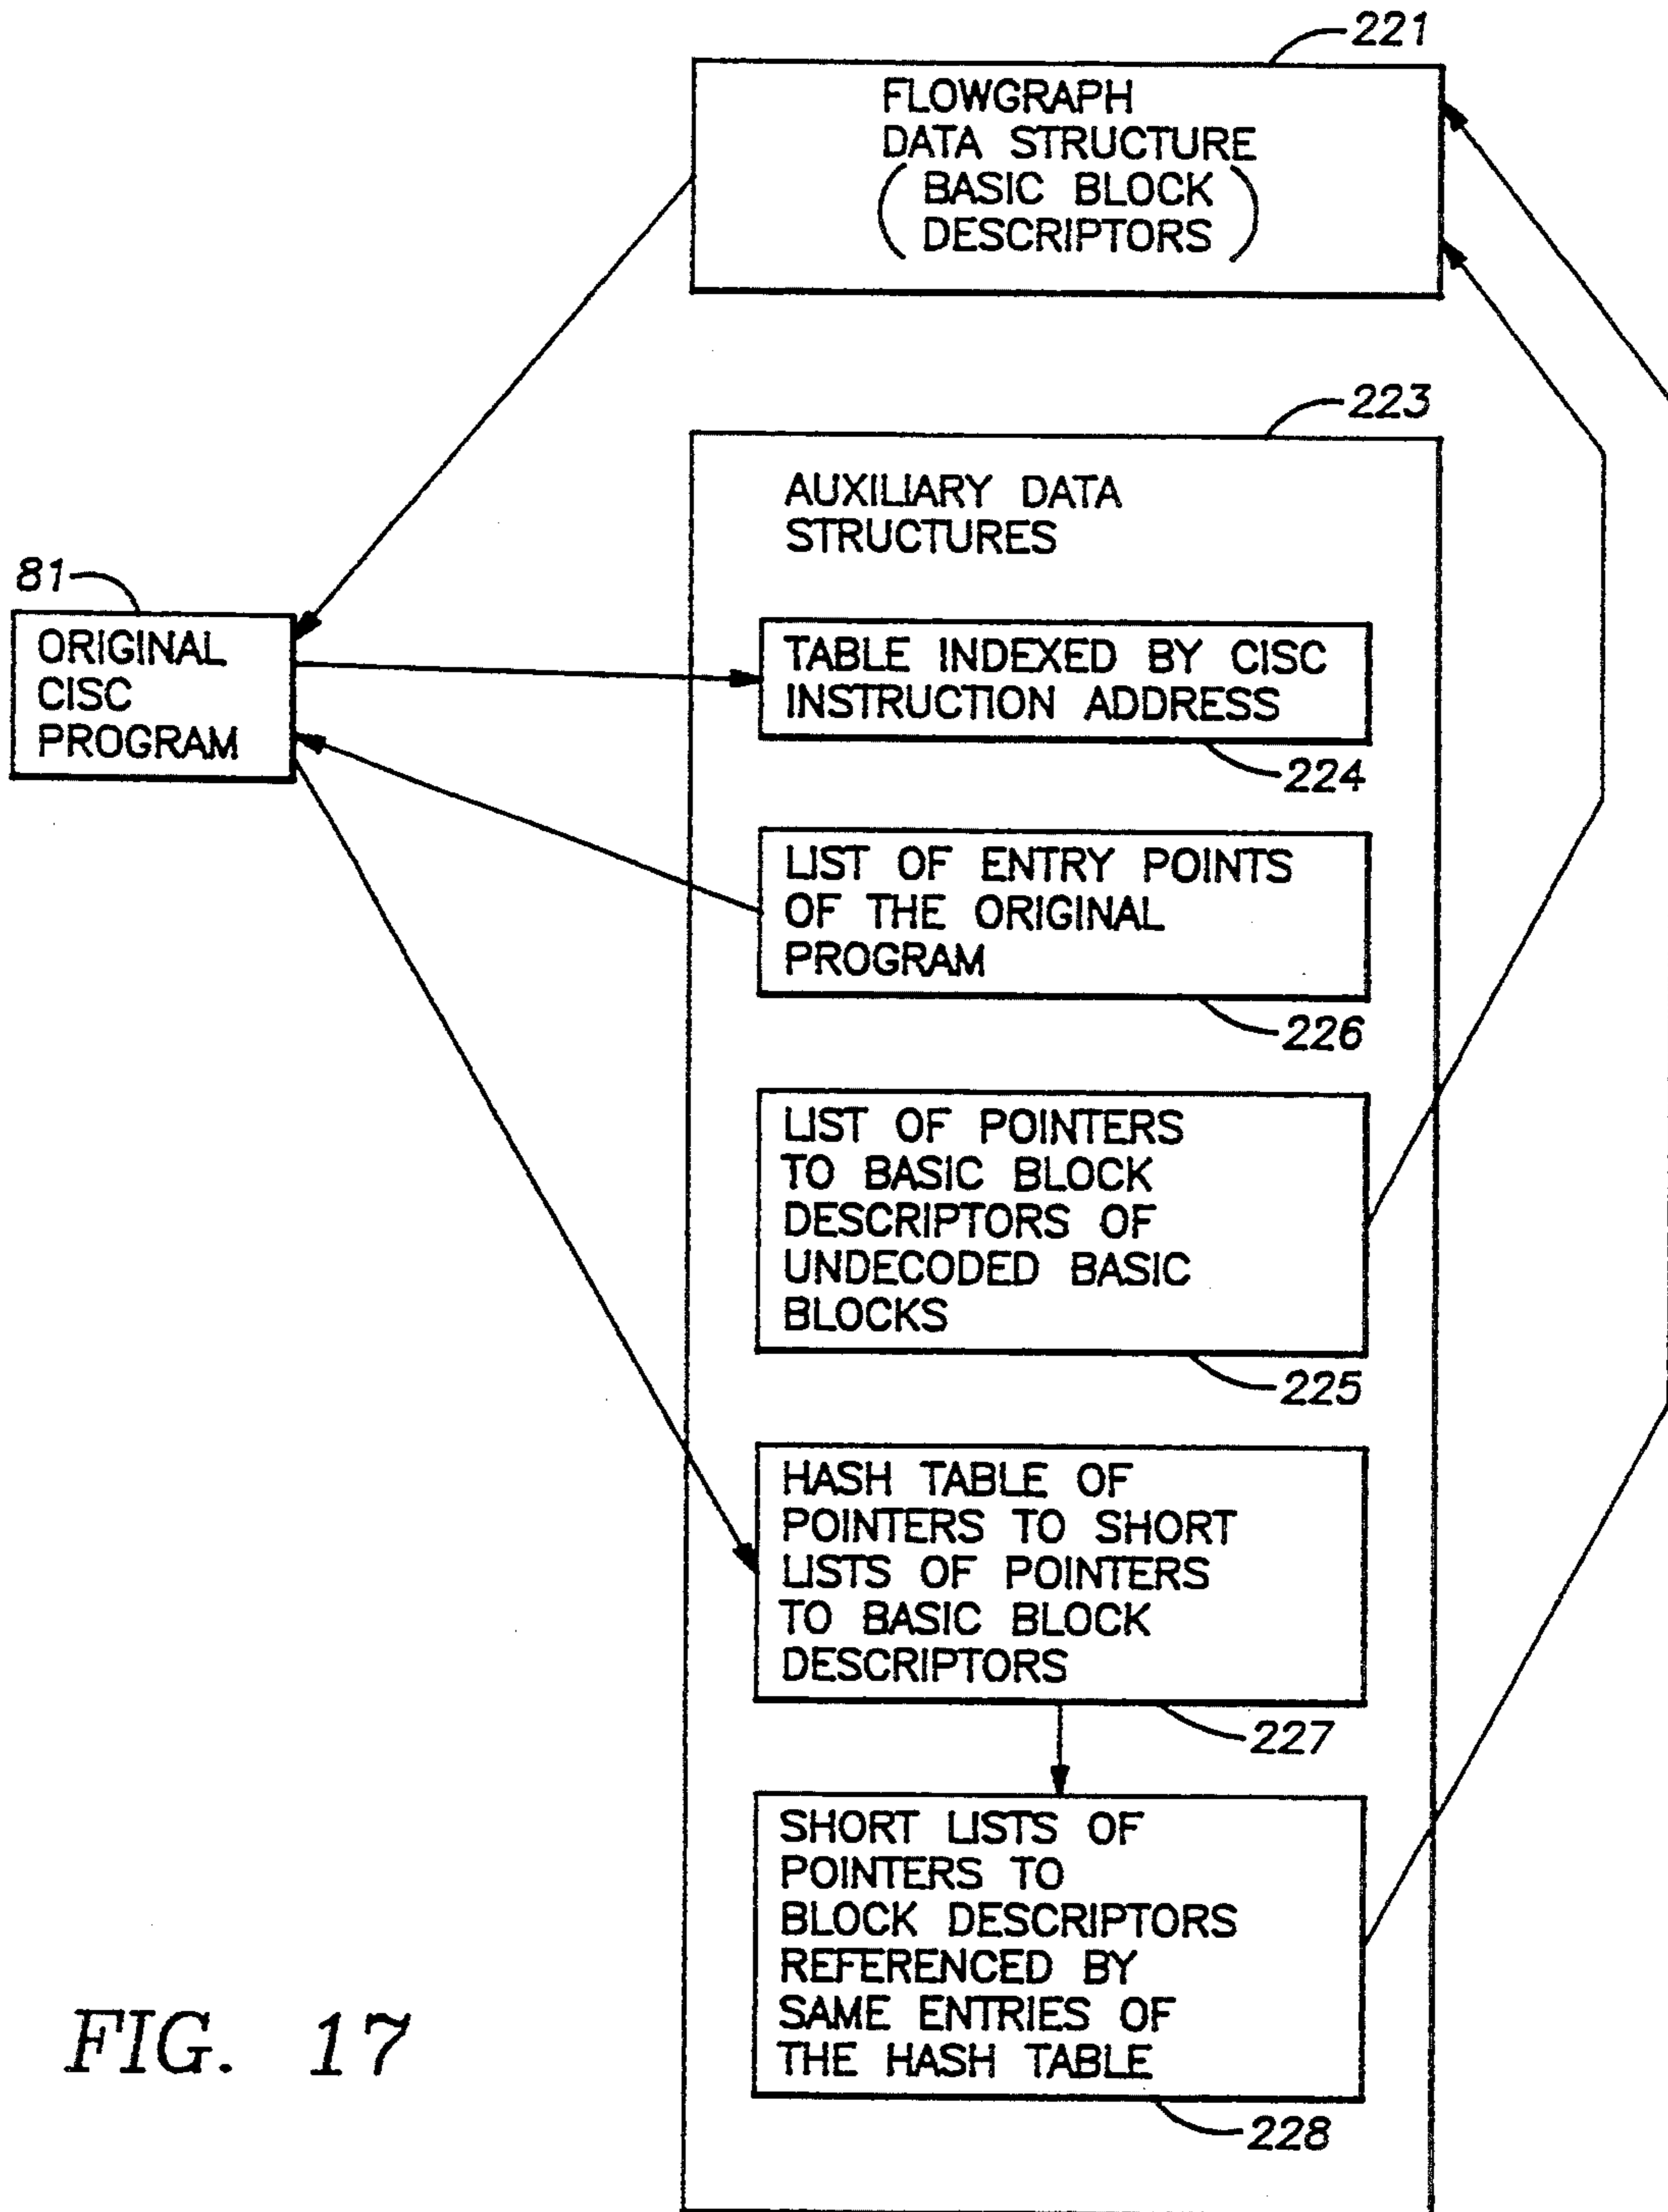 221
FLOWGRAPH
DATA STRUCTURE
( BASIC BLOCK
DESCRIPTORS )
223
AUXILIARY DATA
STRUCTURES
81
ORIGINAL
CISC
PROGRAM
TABLE INDEXED BY CISC
INSTRUCTION ADDRESS
224
LIST OF ENTRY POINTS
OF THE ORIGINAL
PROGRAM
226
LIST OF POINTERS
TO BASIC BLOCK
DESCRIPTORS OF
UNDECODED BASIC
BLOCKS
225
HASH TABLE OF
POINTERS TO SHORT
LISTS OF POINTERS
TO BASIC BLOCK
DESCRIPTORS
227
SHORT LISTS OF
POINTERS TO
BLOCK DESCRIPTORS
REFERENCED BY
SAME ENTRIES OF
THE HASH TABLE
228
FIG. 17